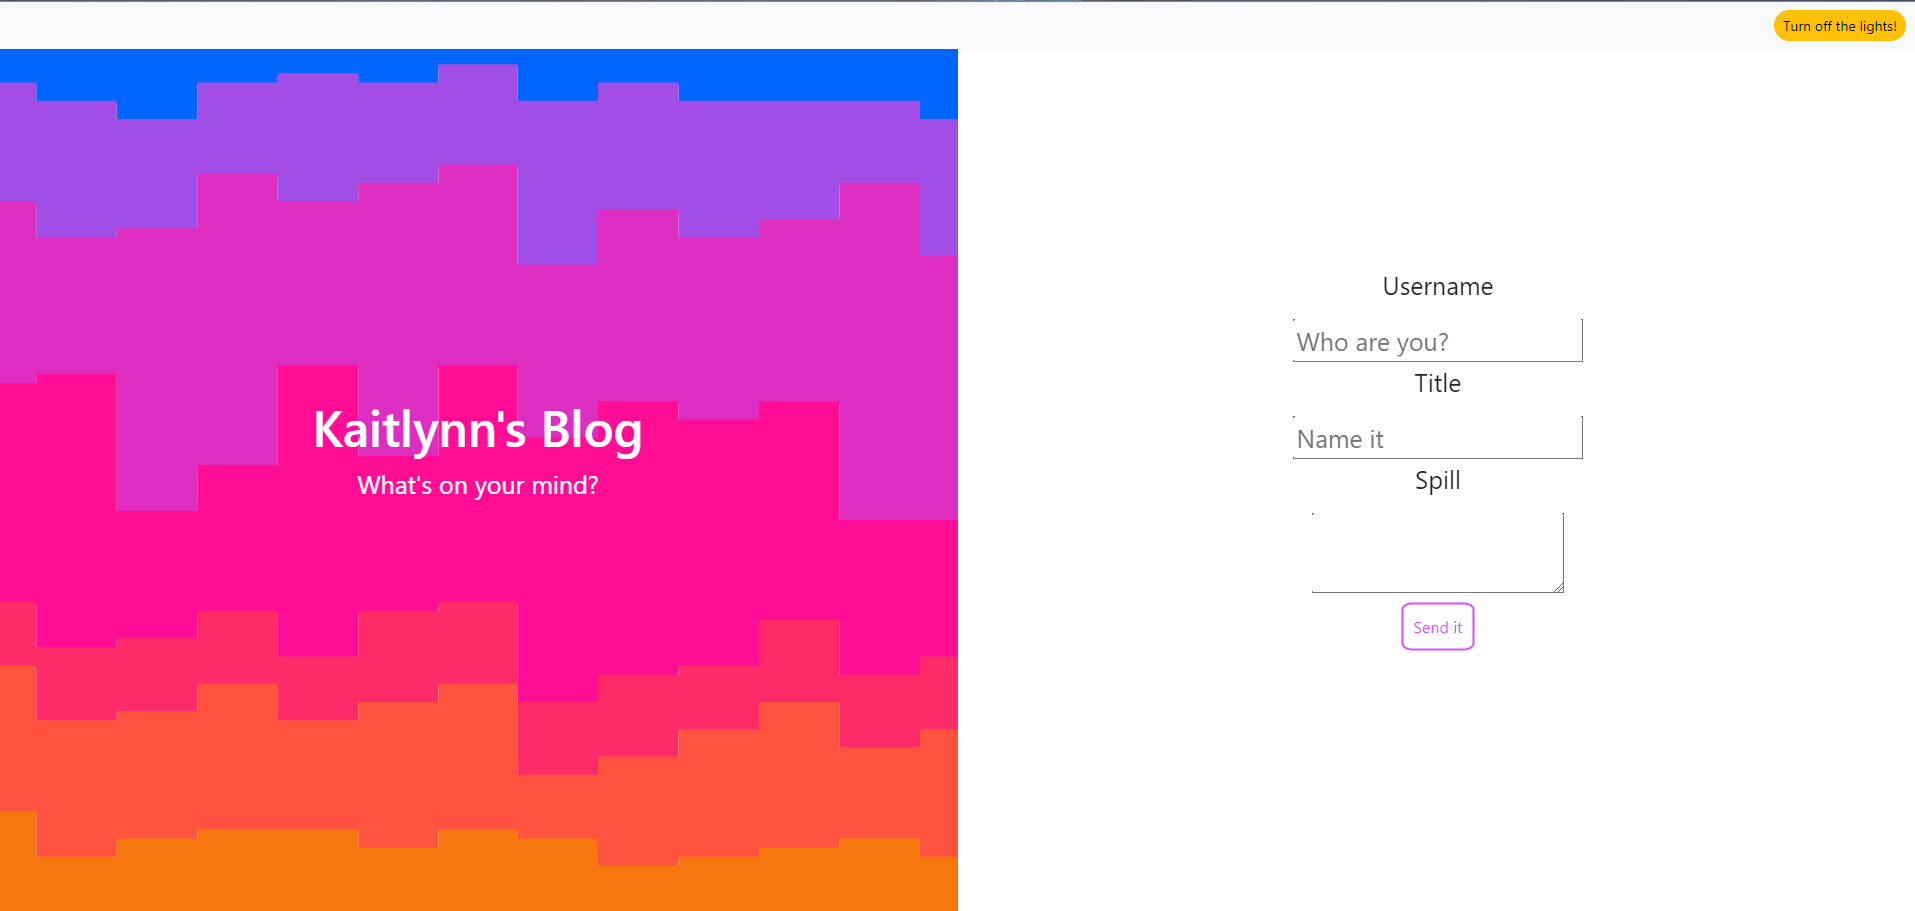 Turn off the lights!
Kaitlynn's Blog
What's on your mind?
Username
Who are you?
Title
Name it
Spill
Send it